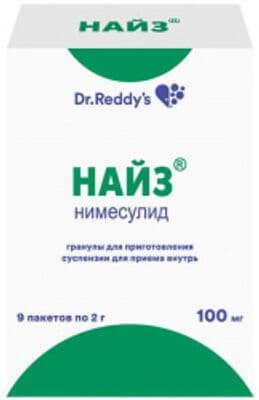 НАЙЗ®
Dr.Reddy's
НАЙЗ®
нимесулид
гранулы для приготовления
суспензии для приема внутрь
9 пакетов по 2 г 100 мг